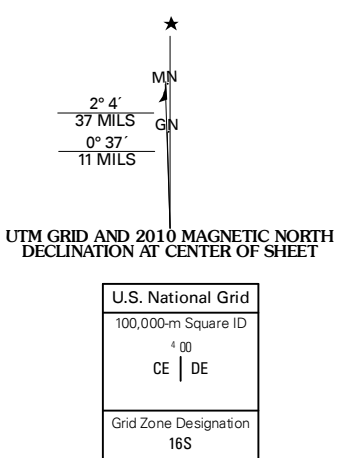 ★
MN
2° 4´
37 MILS
GN
0° 37´
11 MILS
UTM GRID AND 2010 MAGNETIC NORTH
DECLINATION AT CENTER OF SHEET
U.S. National Grid
100,000-m Square ID
4 00
CE DE
Grid Zone Designation
16S